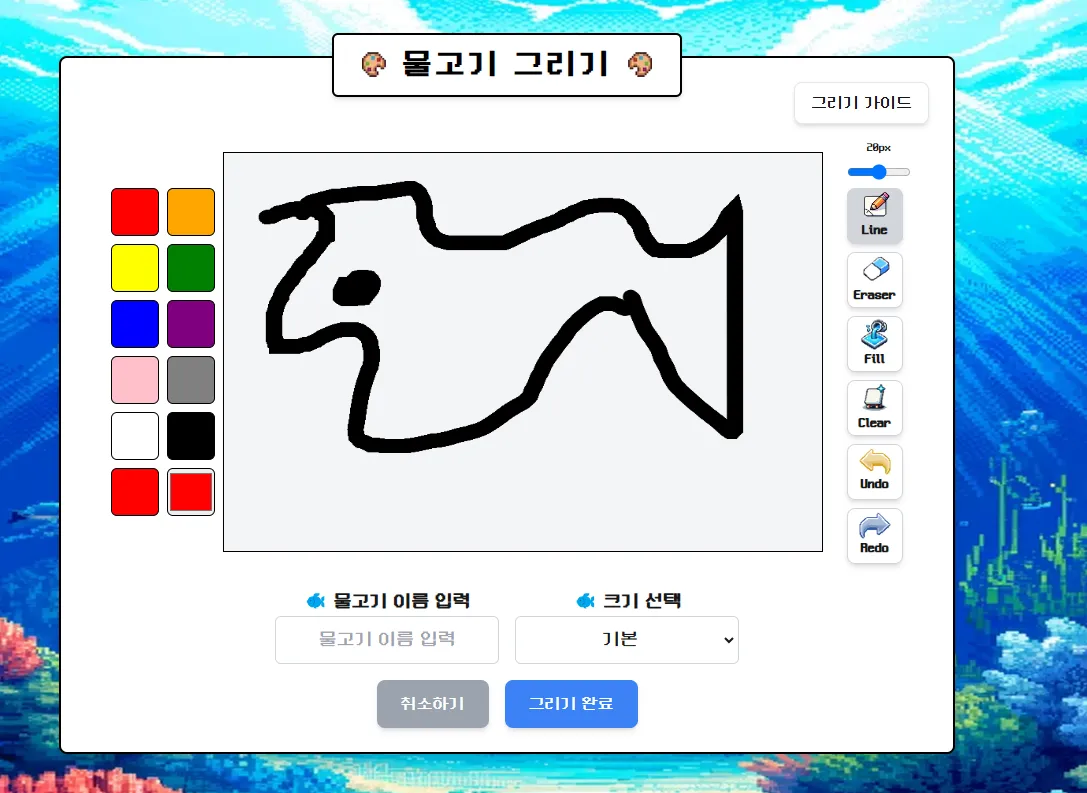 물고기 그리기
그리기 가이드
20px
Line
Eraser
Fill
Clear
Undo
Redo
물고기 이름 입력
크기 선택
물고기 이름 입력
기본
취소하기
그리기 완료